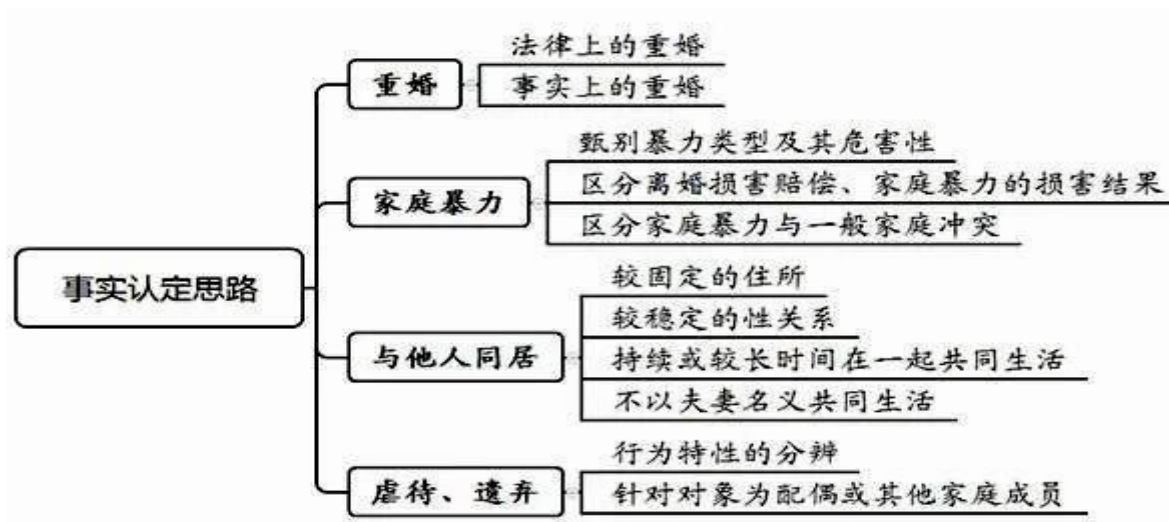 事实认定思路
重婚
法律上的重婚
事实上的重婚
家庭暴力
甄别暴力类型及其危害性
区分离婚损害赔偿、家庭暴力的损害结果
区分家庭暴力与一般家庭冲突
与他人同居
较固定的住所
较稳定的性关系
持续或较长时间在一起共同生活
不以夫妻名义共同生活
虐待、遗弃
行为特性的分辨
针对对象为配偶或其他家庭成员